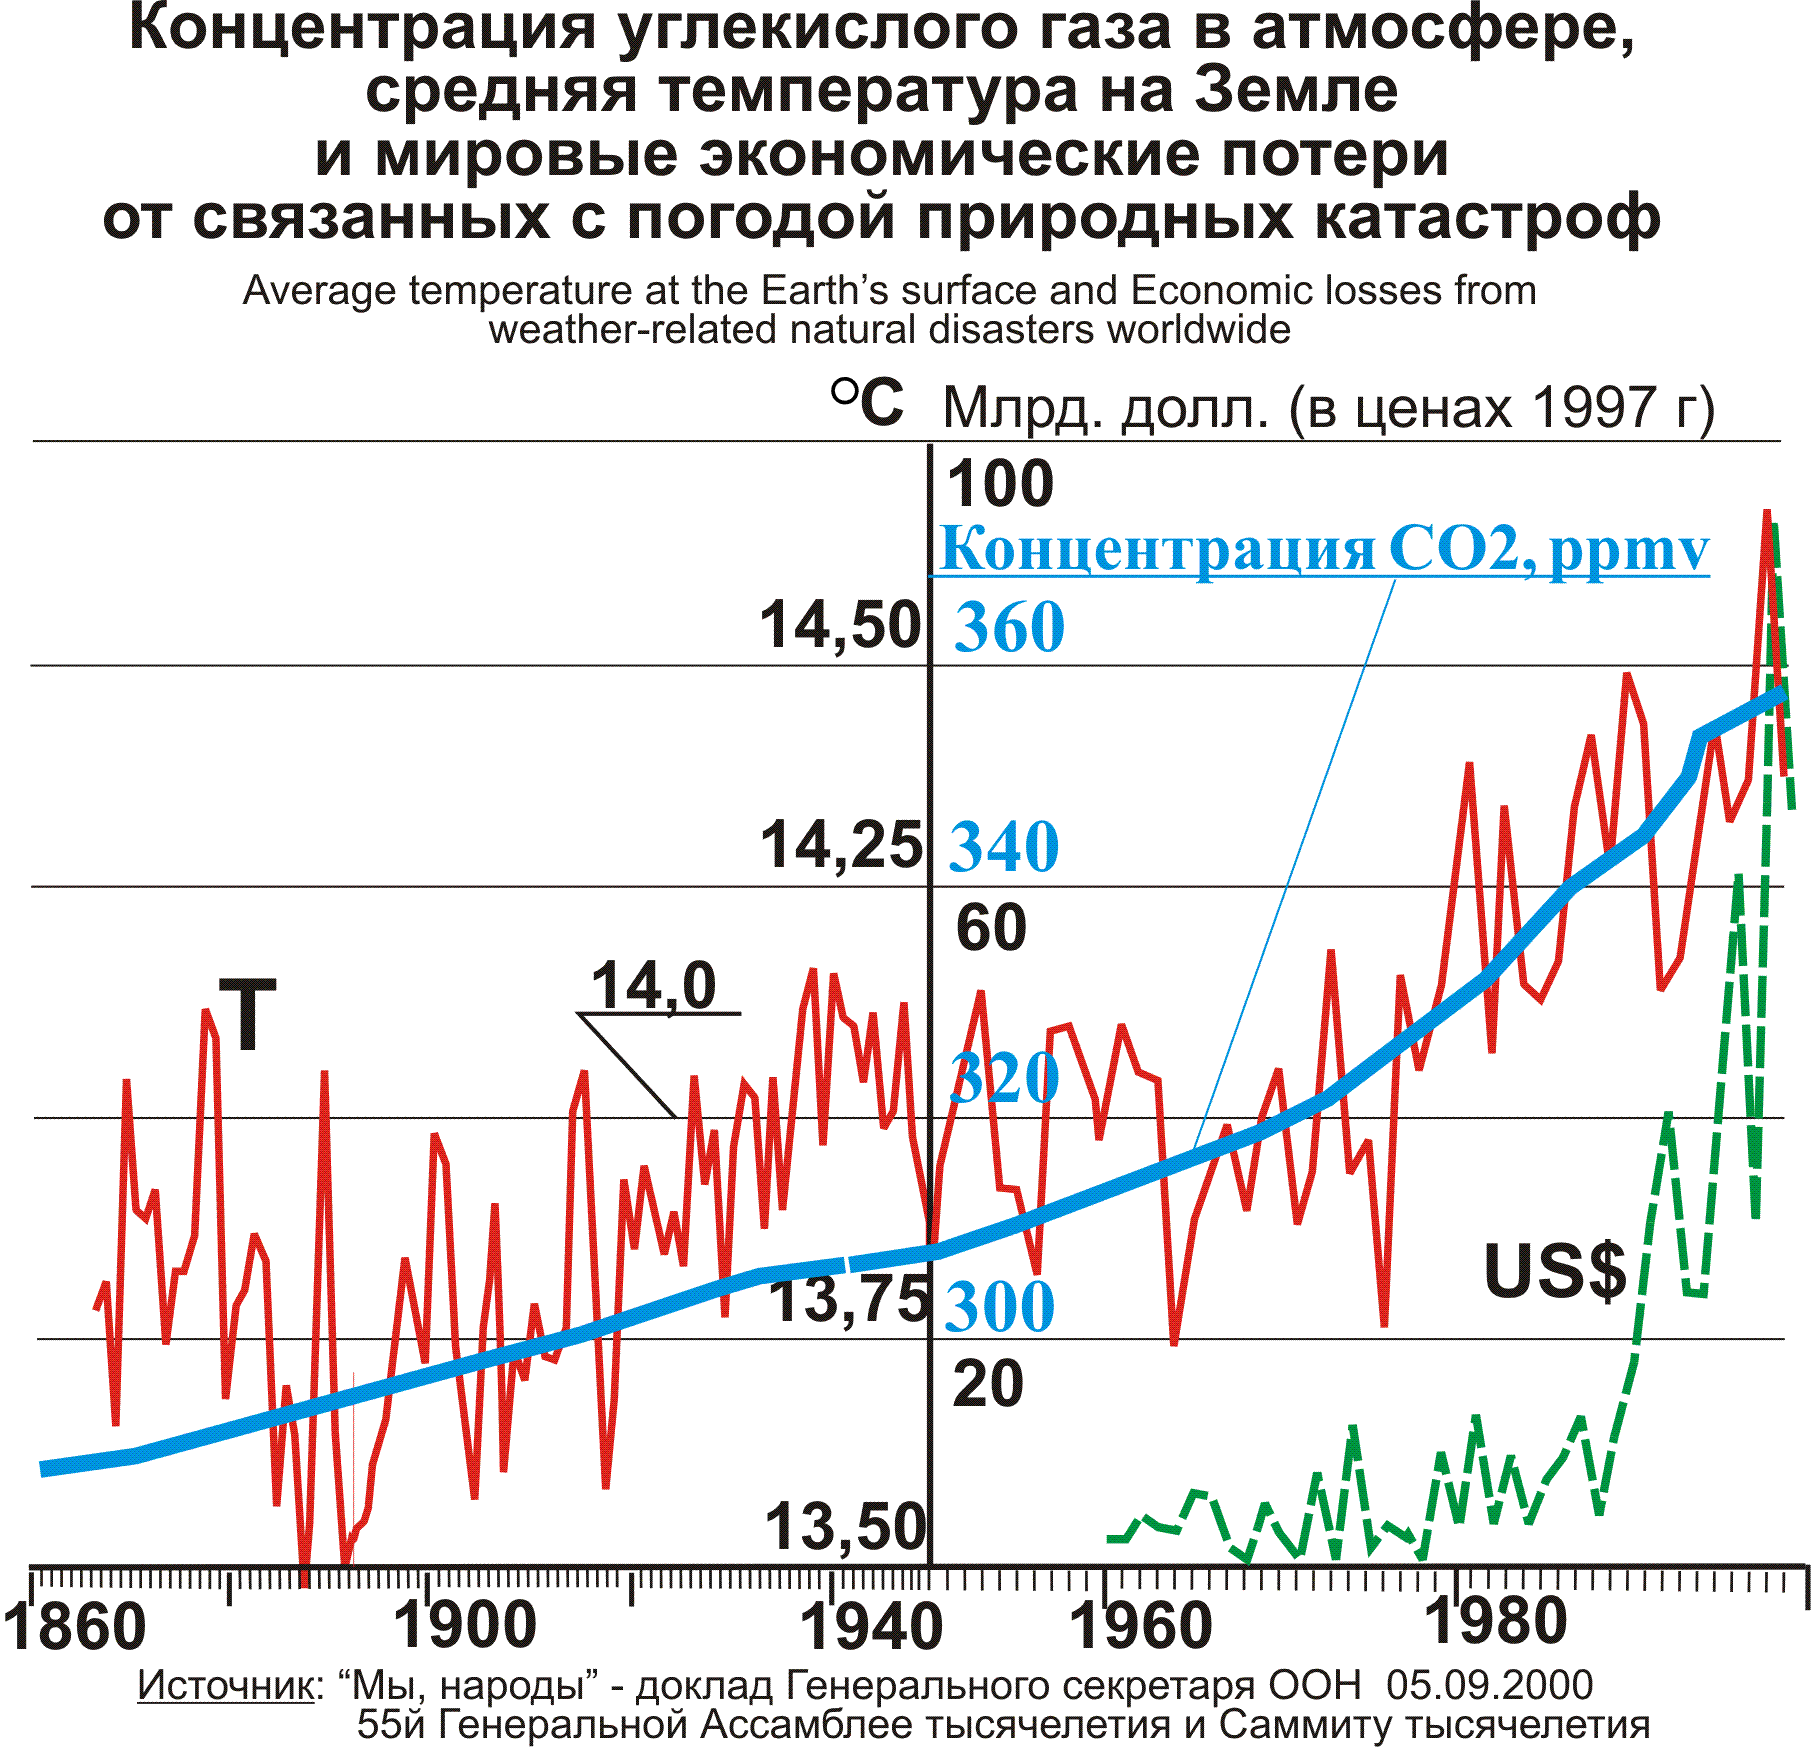 Концентрация углекислого газа в атмосфере,
средняя температура на Земле
и мировые экономические потери
от связанных с погодой природных катастроф
Average temperature at the Earth’s surface and Economic losses from
weather-related natural disasters worldwide
°C Млрд. долл. (в ценах 1997 г)
100
Концентрация CO2, ppmv
14,50 360
14,25 340
60
T
14,0
320
US$
13,75 300
20
13,50
1860 1900 1940 1960 1980
Источник: “Мы, народы” - доклад Генерального секретаря ООН 05.09.2000
55й Генеральной Ассамблее тысячелетия и Саммиту тысячелетия